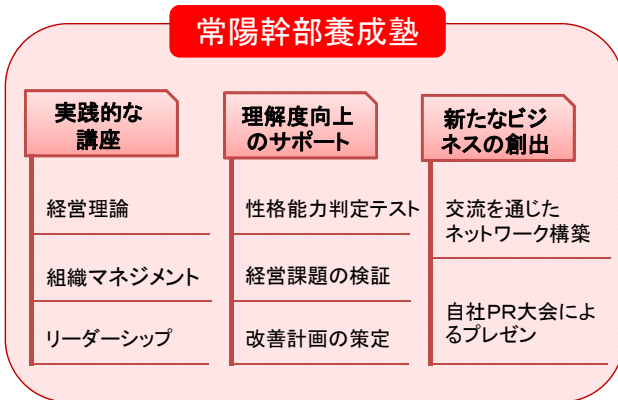 常陽幹部養成塾
実践的な
講座
経営理論
組織マネジメント
リーダーシップ
理解度向上
のサポート
性格能力判定テスト
経営課題の検証
改善計画の策定
新たなビジ
ネスの創出
交流を通じた
ネットワーク構築
自社PR大会によ
るプレゼン